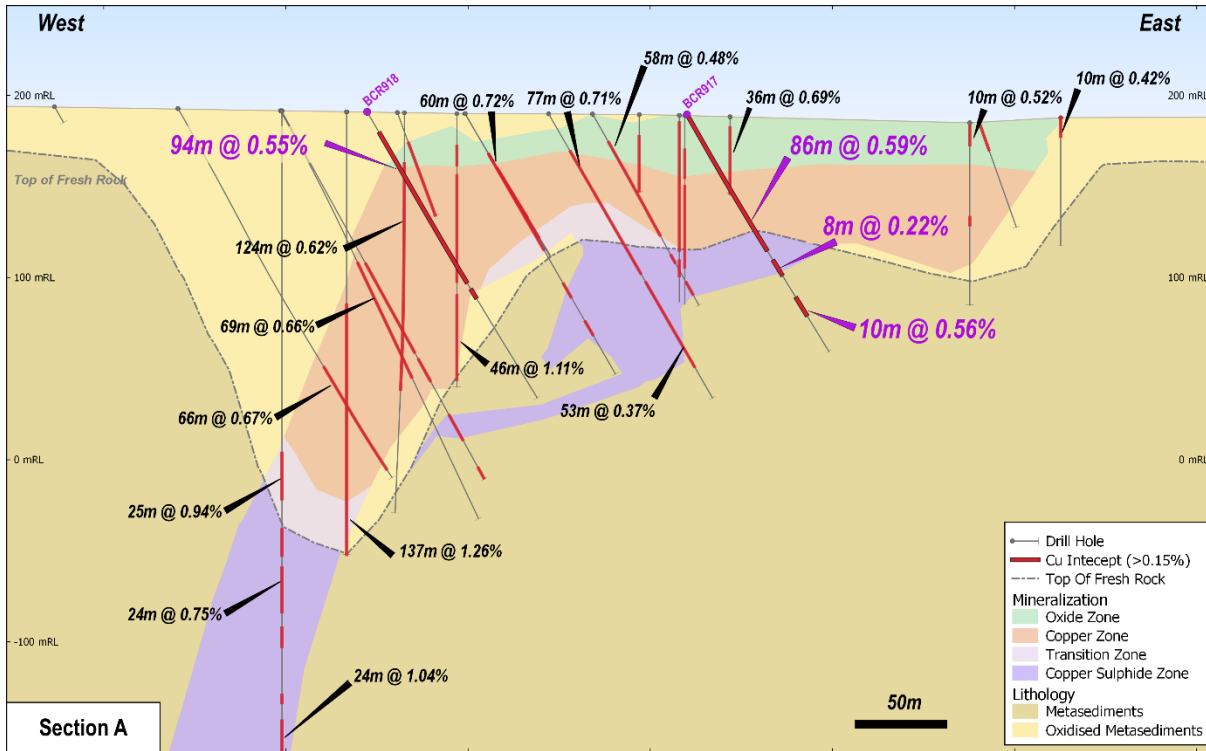 West
East
58m @ 0.48%
10m @ 0.42%
200 mRL
BCR918
60m @ 0.72%
77m @ 0.71%
BCR917
36m @ 0.69%
10m @ 0.52%
200 mRL
94m @ 0.55%
86m @ 0.59%
Top of Fresh Rock
124m @ 0.62%
8m @ 0.22%
100 mRL
100 mRL
69m @ 0.66%
10m @ 0.56%
46m @ 1.11%
66m @ 0.67%
53m @ 0.37%
0 mRL
0 mRL
25m @ 0.94%
137m @ 1.26%
24m @ 0.75%
-100 mRL
24m @ 1.04%
Section A
50m
Drill Hole
Cu Intecept (>0.15%)
Top Of Fresh Rock
Mineralization
Oxide Zone
Copper Zone
Transition Zone
Copper Sulphide Zone
Lithology
Metasediments
Oxidised Metasediments